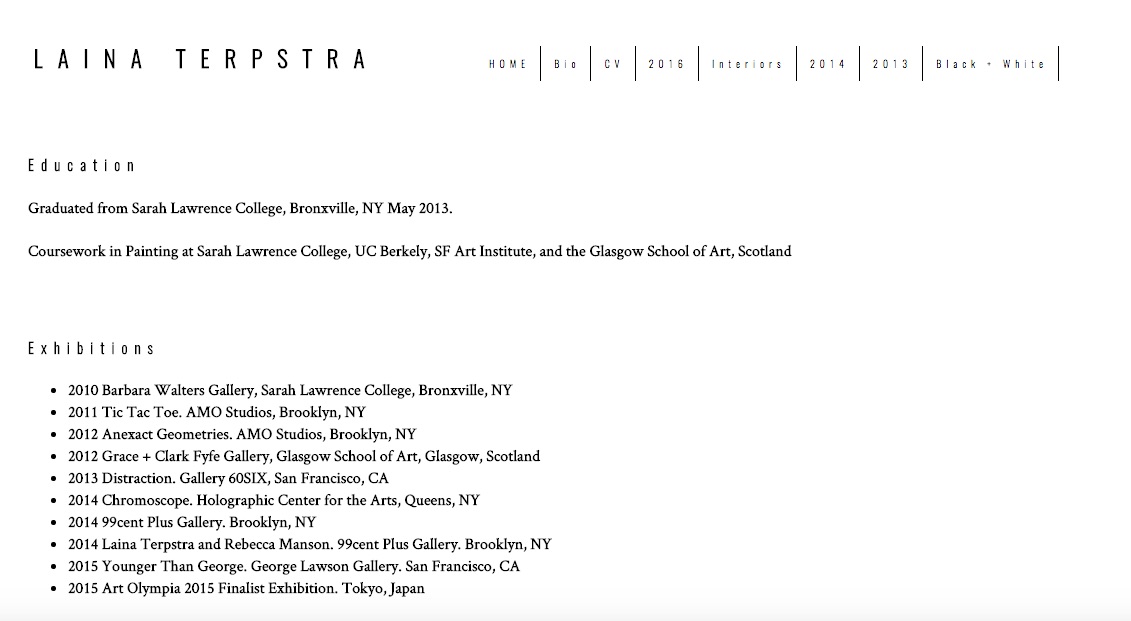 LAINA TERPSTRA
HOME Bio CV 2016 Interiors 2014 2013 Black + White
Education
Graduated from Sarah Lawrence College, Bronxville, NY May 2013.
Coursework in Painting at Sarah Lawrence College, UC Berkely, SF Art Institute, and the Glasgow School of Art, Scotland
Exhibitions
• 2010 Barbara Walters Gallery, Sarah Lawrence College, Bronxville, NY
• 2011 Tic Tac Toe. AMO Studios, Brooklyn, NY
• 2012 Anexact Geometries. AMO Studios, Brooklyn, NY
• 2012 Grace + Clark Fyfe Gallery, Glasgow School of Art, Glasgow, Scotland
• 2013 Distraction. Gallery 60SIX, San Francisco, CA
• 2014 Chromoscope. Holographic Center for the Arts, Queens, NY
• 2014 99cent Plus Gallery. Brooklyn, NY
• 2014 Laina Terpstra and Rebecca Manson. 99cent Plus Gallery. Brooklyn, NY
• 2015 Younger Than George. George Lawson Gallery. San Francisco, CA
• 2015 Art Olympia 2015 Finalist Exhibition. Tokyo, Japan